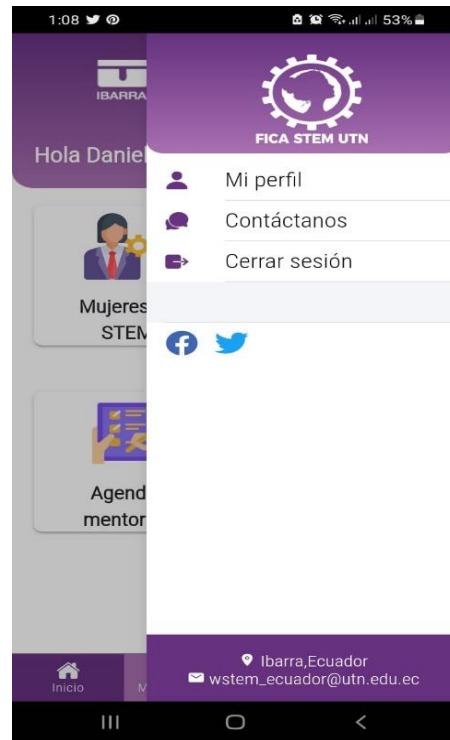 1:08
53%
IBARRA
Hola Daniel
Mujeres
STEM
Agend
mentor
Inicio
M
FICA STEM UTN
Mi perfil
Contáctanos
Cerrar sesión
Ibarra,Ecuador
wstem_ecuador@utn.edu.ec